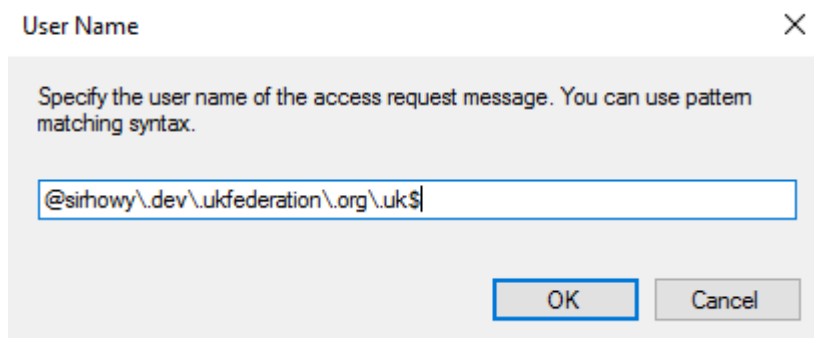 User Name
Specify the user name of the access request message. You can use pattern
matching syntax.
@sirhowy\.dev\.ukfederation\.org\.uk$
OK
Cancel